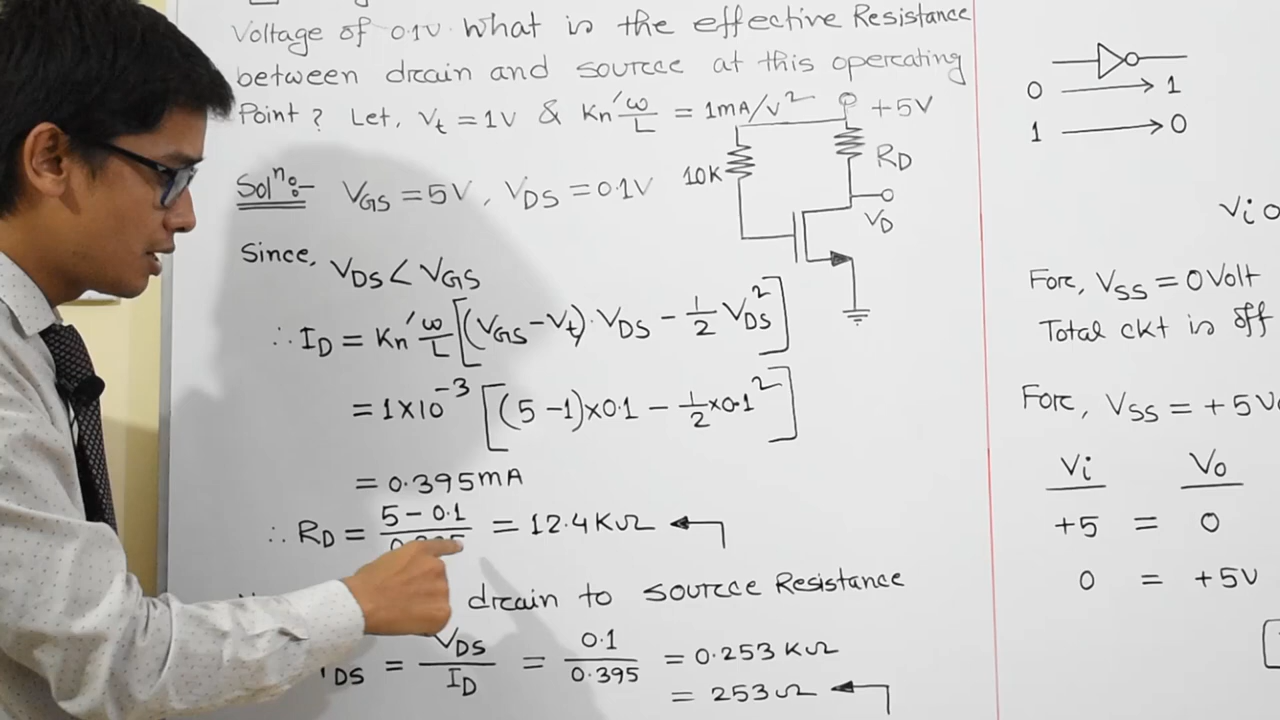 Voltage of 0.1V. What is the effective Resistance
between drain and source at this operating
Point? Let, Vt = 1V & Kn' W/L = 1mA/V²
+5V
10K
RD
VD
Solⁿ:- VGS = 5V, VDS = 0.1V
Since, VDS < VGS
∴ ID = Kn' W/L [(VGS-Vt).VDS - 1/2 VDS²]
= 1×10⁻³ [(5-1)×0.1 - 1/2×0.1²]
= 0.395mA
∴ RD = 5-0.1 = 12.4KΩ
drain to source Resistance
DS = VDS/ID = 0.1/0.395 = 0.253 KΩ
= 253Ω
0 → 1
1 → 0
Vi
For, VSS = 0 Volt
Total ckt is off
For, VSS = +5V
Vi Vo
+5 = 0
0 = +5V